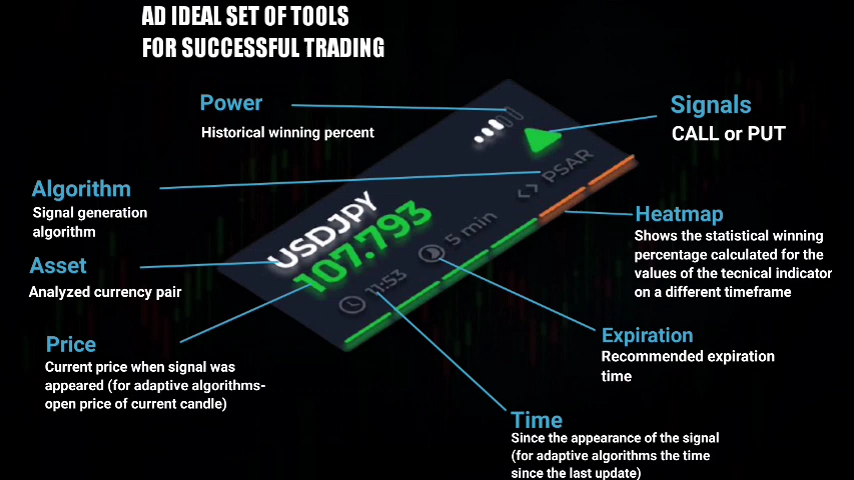 AD IDEAL SET OF TOOLS
FOR SUCCESSFUL TRADING
Power
Historical winning percent
Signals
CALL or PUT
Algorithm
Signal generation
algorithm
Asset
Analyzed currency pair
Price
Current price when signal was
appeared (for adaptive algorithms-
open price of current candle)
USDJPY
107.793
11:53
5 min
<> PSAR
Heatmap
Shows the statistical winning
percentage calculated for the
values of the tecnical indicator
on a different timeframe
Expiration
Recommended expiration
time
Time
Since the appearance of the signal
(for adaptive algorithms the time
since the last update)